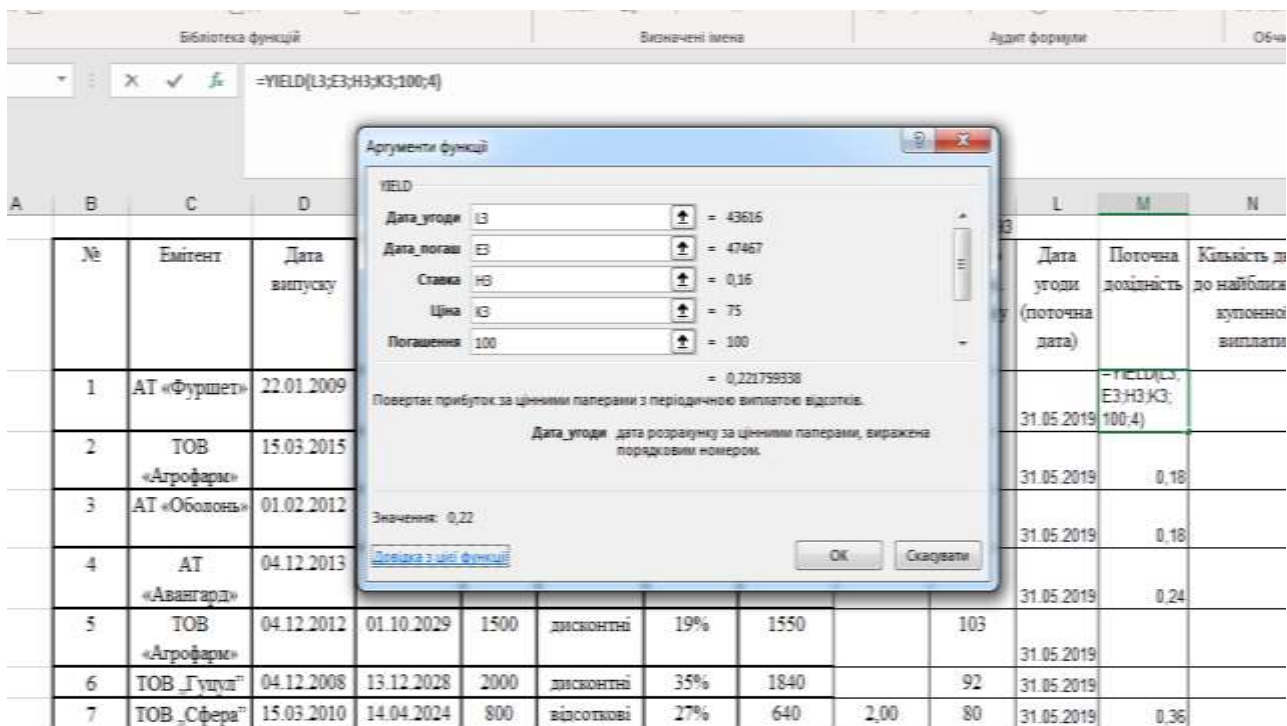 Бібліотека функцій
Визначені імена
Аудит формули
=YIELD(L3;E3;H3;K3;100;4)
Аргументи функції
YIELD
Дата_угоди L3 = 43616
Дата_погаш E3 = 47467
Ставка H3 = 0,16
Ціна K3 = 75
Погашення 100 = 100
= 0,221759338
Повертає прибуток за цінними паперами з періодичною виплатою відсотків.
Дата_угоди дата розрахунку за цінними паперами, виражена
порядковим номером.
Значення: 0,22
Довідка з цієї функції
OK Скасувати
A B C D L M N
№ Емітент Дата Дата Поточна Кількість
випуску угоди дохідність до
(поточна купонної
дата) виплати
1 АТ «Фуршет» 22.01.2009 31.05.2019 =YIELD(L3;
E3;H3;K3;
100;4)
2 ТОВ 15.03.2015
«Агрофарм» 31.05.2019 0,18
3 АТ «Оболонь» 01.02.2012 31.05.2019 0,18
4 АТ 04.12.2013
«Авангард» 31.05.2019 0,24
5 ТОВ 04.12.2012 01.10.2029 1500 дисконтні 19% 1550 103
«Агрофарм» 31.05.2019
6 ТОВ „Гуцул” 04.12.2008 13.12.2028 2000 дисконтні 35% 1840 92 31.05.2019
7 ТОВ „Сфера” 15.03.2010 14.04.2024 800 відсоткові 27% 640 2,00 80 31.05.2019 0,36